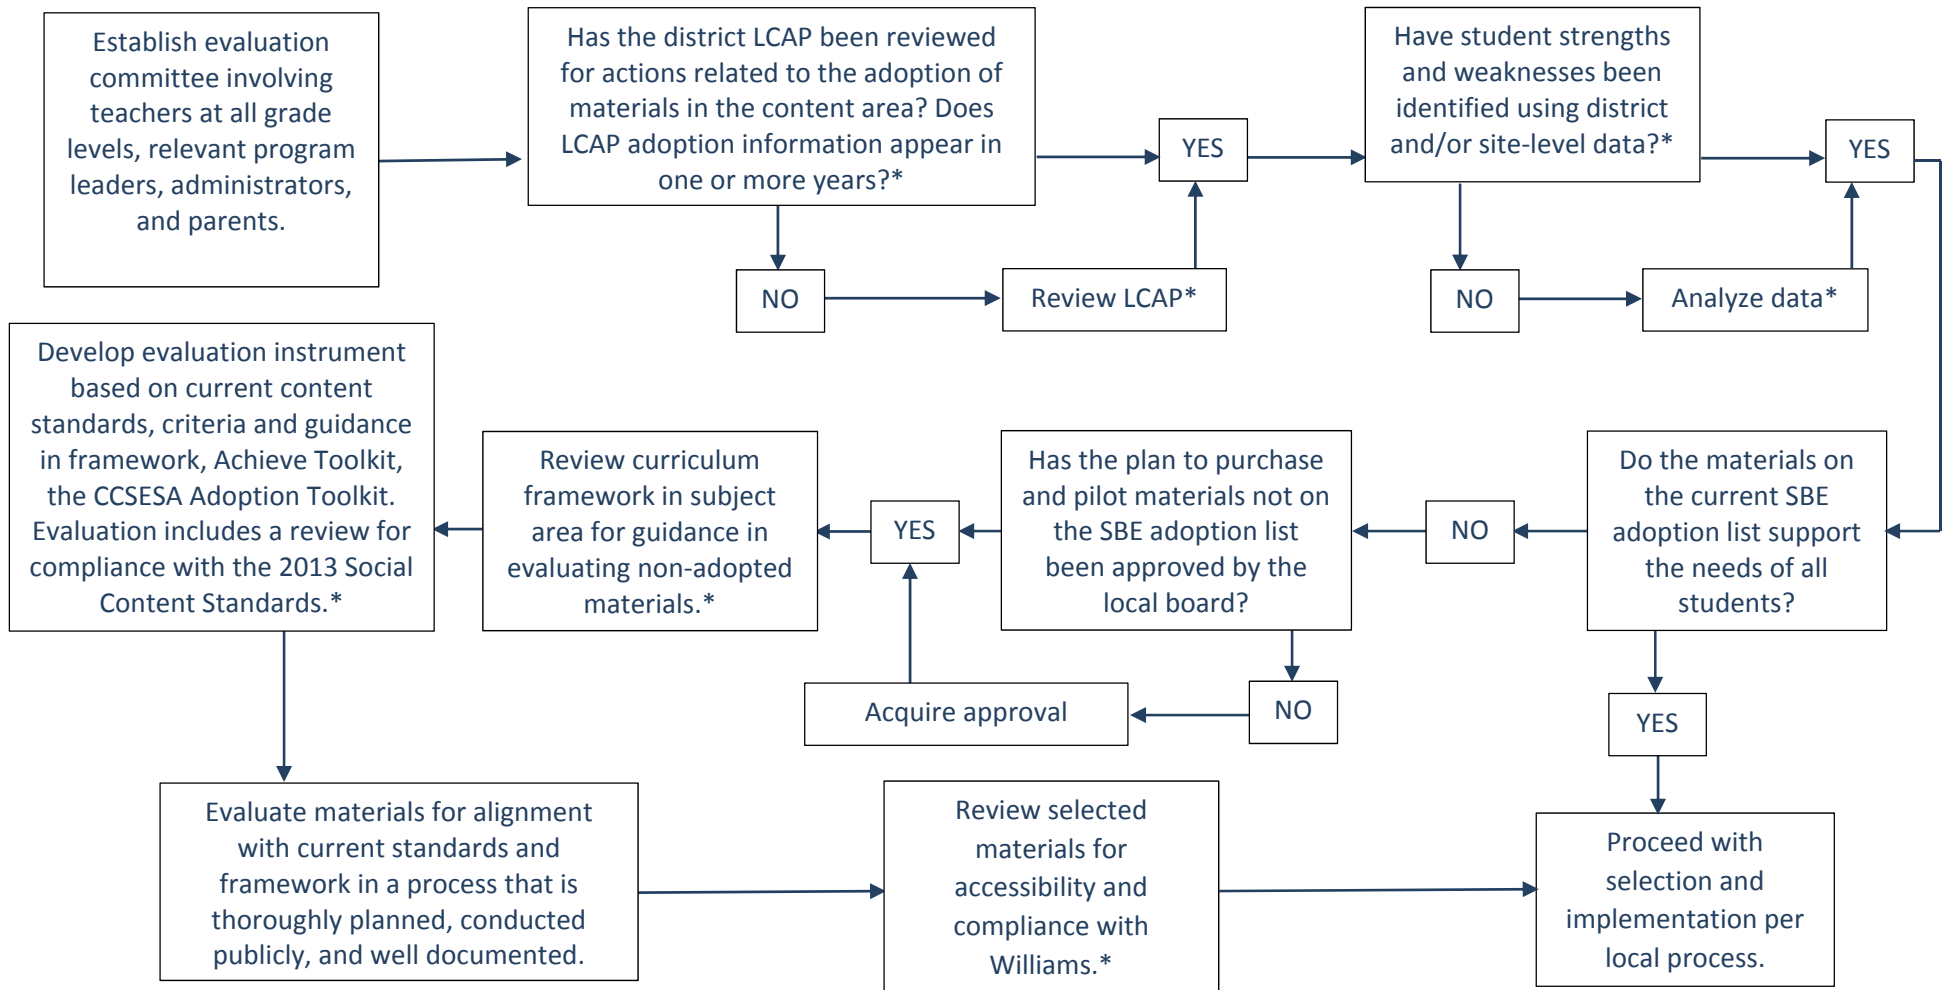 Establish evaluation
committee involving
teachers at all grade
levels, relevant program
leaders, administrators,
and parents.
Has the district LCAP been reviewed
for actions related to the adoption of
materials in the content area? Does
LCAP adoption information appear in
one or more years?*
YES
NO
Review LCAP*
Have student strengths
and weaknesses been
identified using district
and/or site-level data?*
YES
NO
Analyze data*
Do the materials on
the current SBE
adoption list support
the needs of all
students?
NO
YES
Has the plan to purchase
and pilot materials not on
the SBE adoption list
been approved by the
local board?
YES
NO
Acquire approval
Review curriculum
framework in subject
area for guidance in
evaluating non-adopted
materials.*
Develop evaluation instrument
based on current content
standards, criteria and guidance
in framework, Achieve Toolkit,
the CCSESA Adoption Toolkit.
Evaluation includes a review for
compliance with the 2013 Social
Content Standards.*
Evaluate materials for alignment
with current standards and
framework in a process that is
thoroughly planned, conducted
publicly, and well documented.
Review selected
materials for
accessibility and
compliance with
Williams.*
Proceed with
selection and
implementation per
local process.